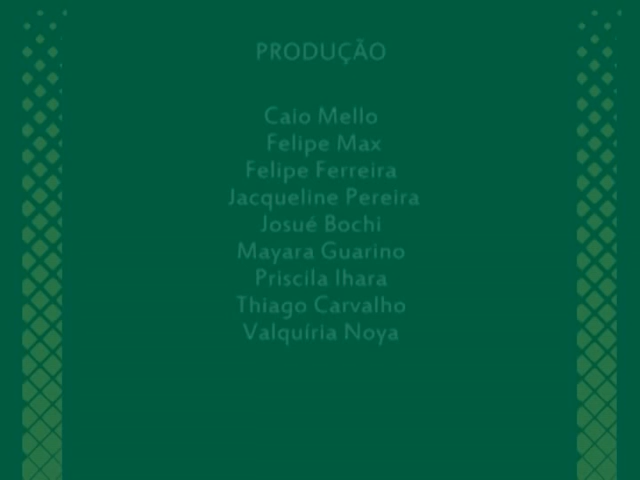 PRODUÇÃO
Caio Mello
Felipe Max
Felipe Ferreira
Jacqueline Pereira
Josué Bochi
Mayara Guarino
Priscila Ihara
Thiago Carvalho
Valquíria Noya